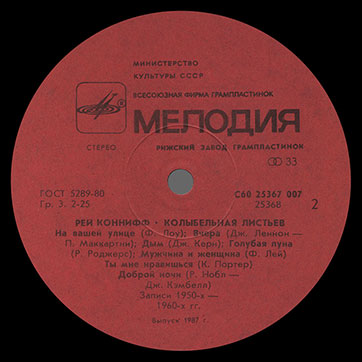 МИНИСТЕРСТВО
КУЛЬТУРЫ СССР
ВСЕСОЮЗНАЯ ФИРМА ГРАМПЛАСТИНОК
МЕЛОДИЯ
СТЕРЕО РИЖСКИЙ ЗАВОД ГРАМПЛАСТИНОК
33
ГОСТ 5289-80 С60 25367 007
Гр. 3. 2-25 25368 2
РЕЙ КОННИФФ · КОЛЫБЕЛЬНАЯ ЛИСТЬЕВ
На вашей улице (Ф. Лоу); Вчера (Дж. Леннон —
П. Маккартни); Дым (Дж. Керн); Голубая луна
(Р. Роджерс); Мужчина и женщина (Ф. Лей)
Ты мне нравишься (К. Портер)
Доброй ночи (Р. Нобл —
Дж. Кэмбелл)
Записи 1950-х —
1960-х гг.
Выпуск 1987 г.